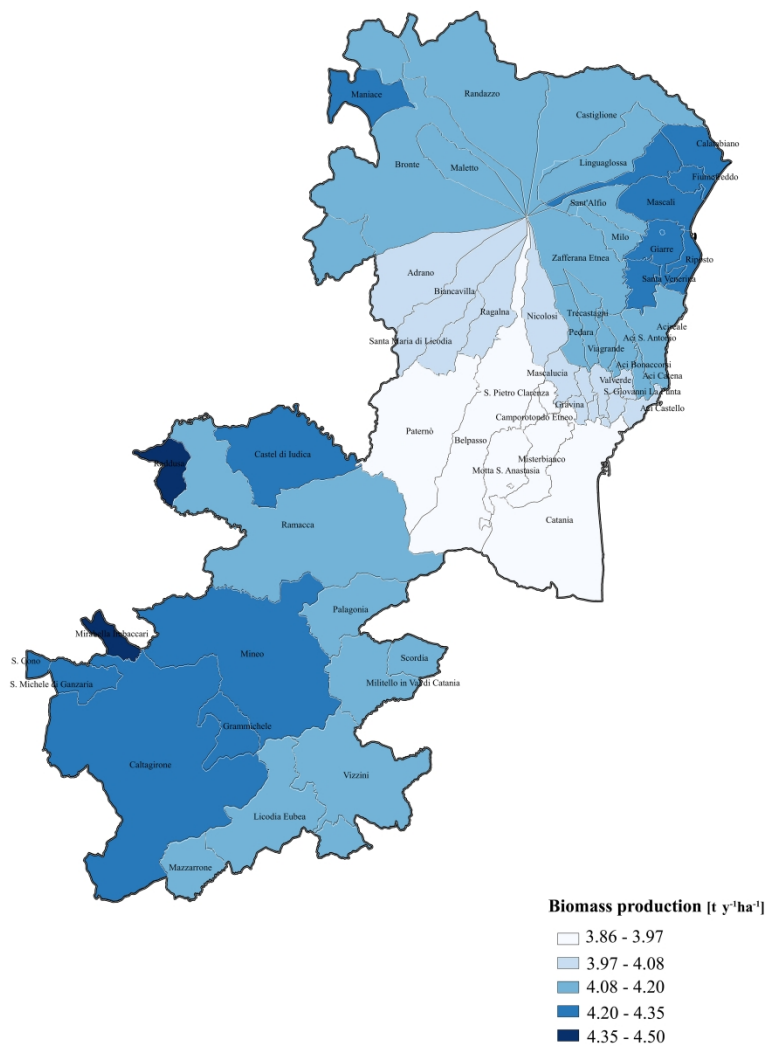 Maniace
Randazzo
Castiglione
Calatabiano
Bronte
Maletto
Linguaglossa
Fiumefreddo
Sant'Alfio
Mascali
Milo
Giarre
Zafferana Etnea
Riposto
Adrano
Santa Venerina
Biancavilla
Ragalna
Nicolosi
Trecastagni
Acireale
Santa Maria di Licodia
Pedara
Aci S. Antonio
Viagrande
Aci Bonaccorsi
Mascalucia
Valverde
Aci Catena
S. Pietro Clarenza
S. Giovanni La Punta
Gravina
Aci Castello
Camporotondo Etneo
Paternò
Belpasso
Castel di Iudica
Misterbianco
Raddusa
Motta S. Anastasia
Catania
Ramacca
Palagonia
Mirabella Imbaccari
Mineo
Scordia
S. Cono
S. Michele di Ganzaria
Militello in Val di Catania
Grammichele
Caltagirone
Vizzini
Licodia Eubea
Mazzarrone
Biomass production [t y⁻¹ha⁻¹]
3.86 - 3.97
3.97 - 4.08
4.08 - 4.20
4.20 - 4.35
4.35 - 4.50